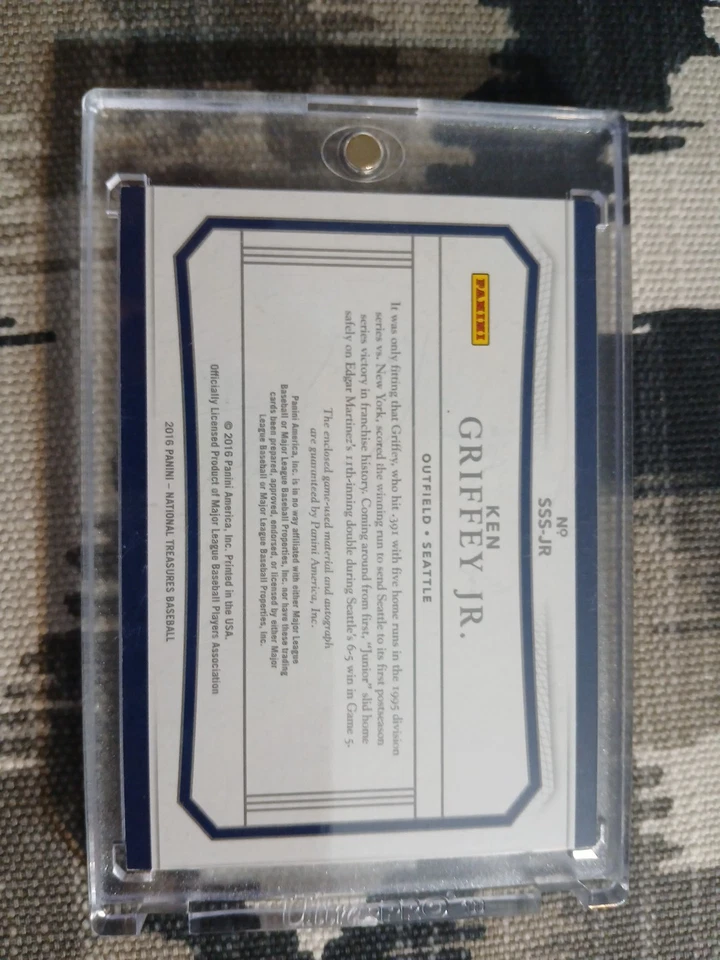 Nº
SSS-JR
PANINI
KEN
GRIFFEY JR.
OUTFIELD • SEATTLE
It was only fitting that Griffey, who hit .391 with five home runs in the 1995 division
series vs. New York, scored the winning run to send Seattle to its first postseason
series victory in franchise history. Coming around from first, "Junior" slid home
safely on Edgar Martinez's 11th-inning double during Seattle's 6-5 win in Game 5.
The enclosed game-used material and autograph
are guaranteed by Panini America, Inc.
Panini America, Inc. is in no way affiliated with either Major League
Baseball or Major League Baseball Properties, Inc. nor have these trading
cards been prepared, approved, endorsed, or licensed by either Major
League Baseball or Major League Baseball Properties, Inc.
© 2016 Panini America, Inc. Printed in the USA.
Officially Licensed Product of Major League Baseball Players Association
2016 PANINI – NATIONAL TREASURES BASEBALL